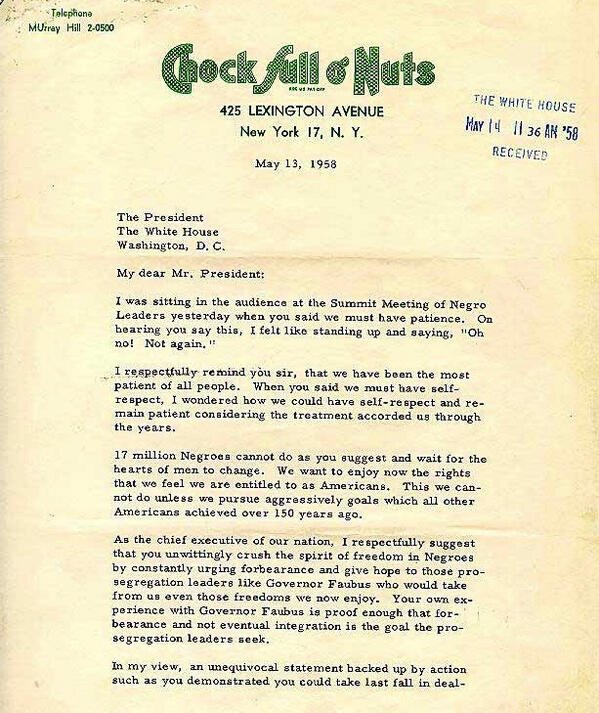 Telephone
MUrray Hill 2-0500
Chock full o' Nuts
425 LEXINGTON AVENUE
New York 17, N. Y.
THE WHITE HOUSE
MAY 14 11 36 AM '58
RECEIVED
May 13, 1958
The President
The White House
Washington, D. C.
My dear Mr. President:
I was sitting in the audience at the Summit Meeting of Negro
Leaders yesterday when you said we must have patience. On
hearing you say this, I felt like standing up and saying, "Oh
no! Not again."
I respectfully remind you sir, that we have been the most
patient of all people. When you said we must have self-
respect, I wondered how we could have self-respect and re-
main patient considering the treatment accorded us through
the years.
17 million Negroes cannot do as you suggest and wait for the
hearts of men to change. We want to enjoy now the rights
that we feel we are entitled to as Americans. This we can-
not do unless we pursue aggressively goals which all other
Americans achieved over 150 years ago.
As the chief executive of our nation, I respectfully suggest
that you unwittingly crush the spirit of freedom in Negroes
by constantly urging forbearance and give hope to those pro-
segregation leaders like Governor Faubus who would take
from us even those freedoms we now enjoy. Your own ex-
perience with Governor Faubus is proof enough that for-
bearance and not eventual integration is the goal the pro-
segregation leaders seek.
In my view, an unequivocal statement backed up by action
such as you demonstrated you could take last fall in deal-